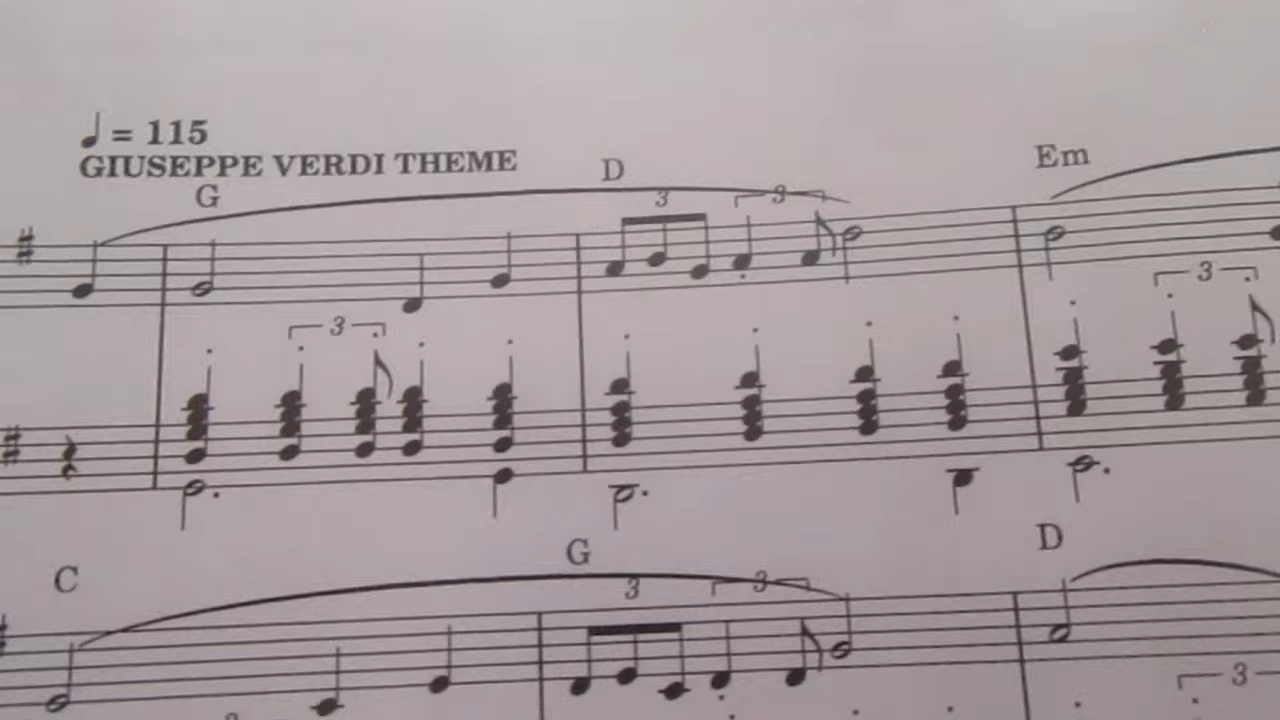 ♩ = 115
GIUSEPPE VERDI THEME
G D Em
3 3
3 3
C G D
3 3
3